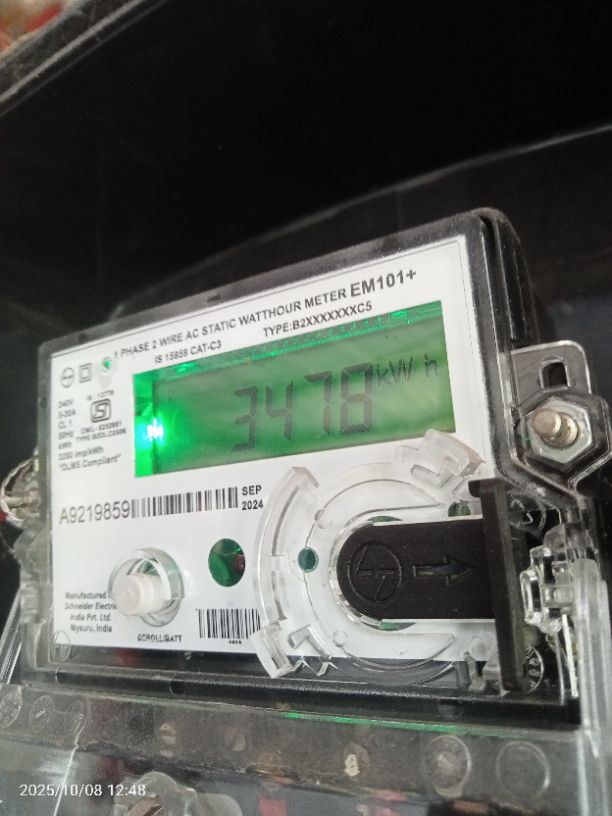 1 PHASE 2 WIRE AC STATIC WATTHOUR METER EM101+
IS 15959 CAT-C3 TYPE:B2XXXXXXXC5
240V
5-30A
CL 1
50Hz
kWh
3200 imp/kWh
"DLMS Compliant"
3478 kWh
A9219859
SEP
2024
Manufactured
Schneider Electric
India Pvt. Ltd.
Mysuru, India
SCROLL/BATT
2025/10/08 12:48